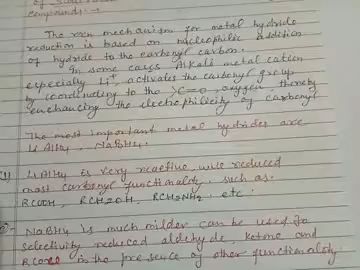 of
compounds:-
The main mechanism for metal hydride
reduction is based on nucleophilic addition
of hydride to the carbonyl carbon.
In some cases Alkali metal cation
especially Li+, activates the carbonyl group
by coordinating to the >C=O, oxygen, thereby
enhancing the electrophilicity of carbonyl
The most important metal hydrides are
LiAlH4, NaBH4.
LiAlH4 is very reactive, will reduced
most carbonyl functionality, such as.
RCOOH, RCH2OH, RCH2NH2, etc.
NaBH4 is much milder can be used to
selectivity reduced aldehyde, ketone and
in the presence of other functionality